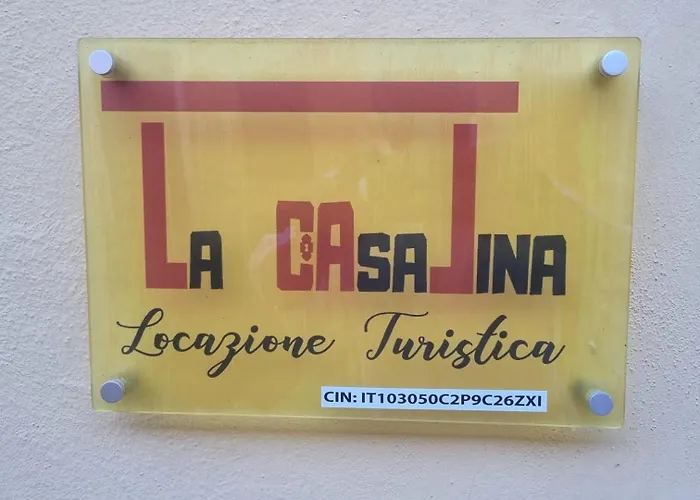 LA CASALINA
Locazione Turistica
CIN: IT103050C2P9C26ZXI